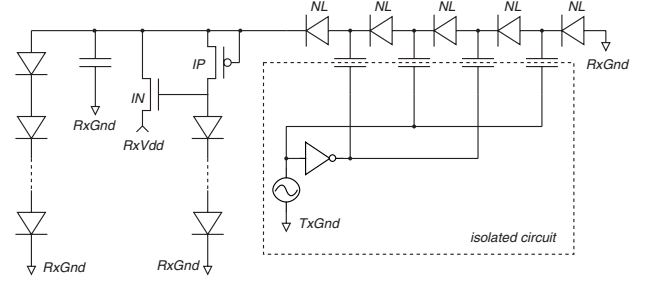 NL NL NL NL NL
IP
RxGnd
IN
RxGnd
RxVdd
TxGnd
isolated circuit
RxGnd
RxGnd